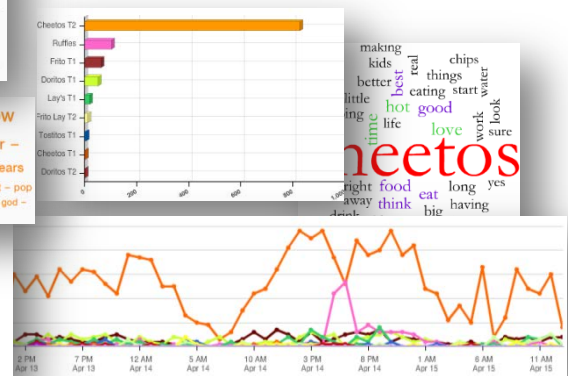 Cheetos T2
Ruffles
Frito T1
Doritos T1
Lay's T1
Frito Lay T2
Tostitos T1
Cheetos T1
Doritos T2
0
200
400
600
800
making
kids
real
chips
better
best
things
water
eating
start
little
hot
good
look
time
life
love
work
sure
heetos
right
food
long
yes
away
think
eat
having
drink
big
ears
– pop
god –
2 PM
Apr 13
7 PM
Apr 13
12 AM
Apr 14
5 AM
Apr 14
10 AM
Apr 14
3 PM
Apr 14
8 PM
Apr 14
1 AM
Apr 15
6 AM
Apr 15
11 AM
Apr 15